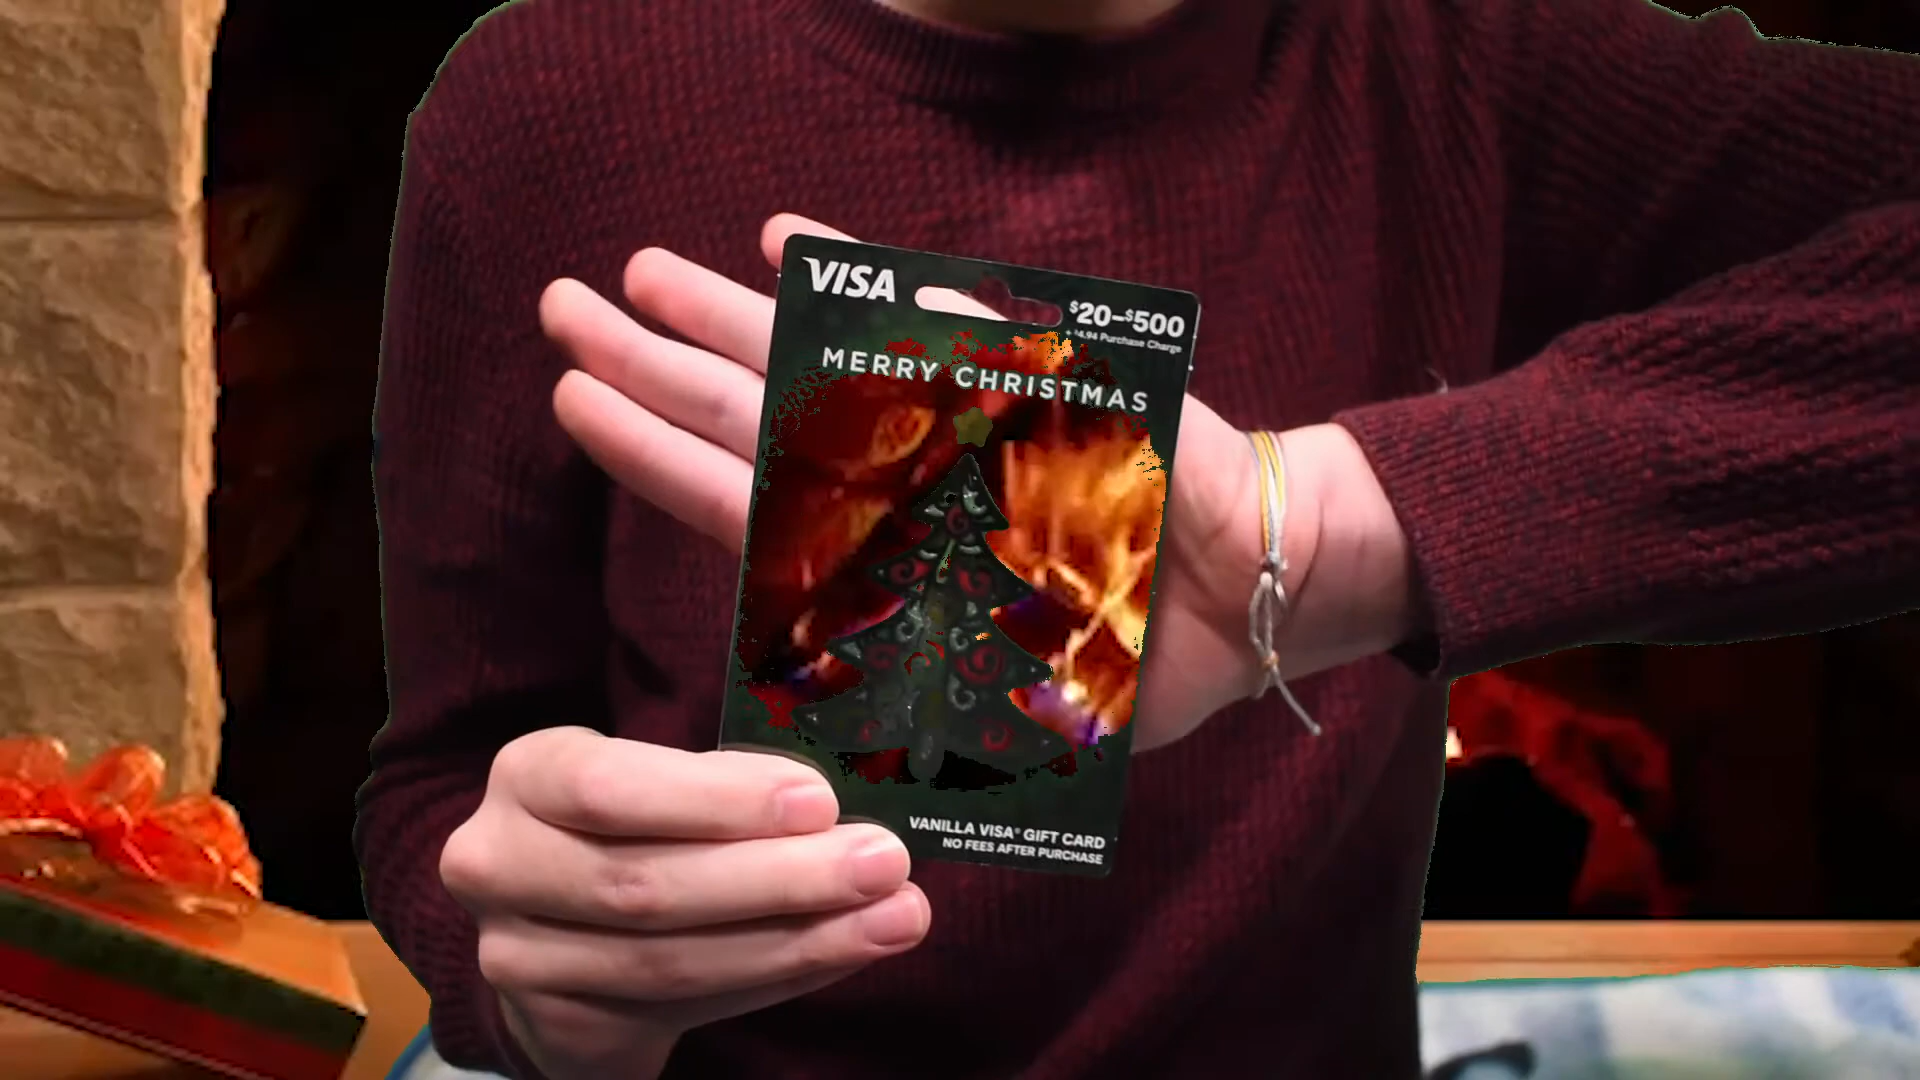 VISA
$20–$500
+ $4.94 Purchase Charge
MERRY CHRISTMAS
VANILLA VISA® GIFT CARD
NO FEES AFTER PURCHASE